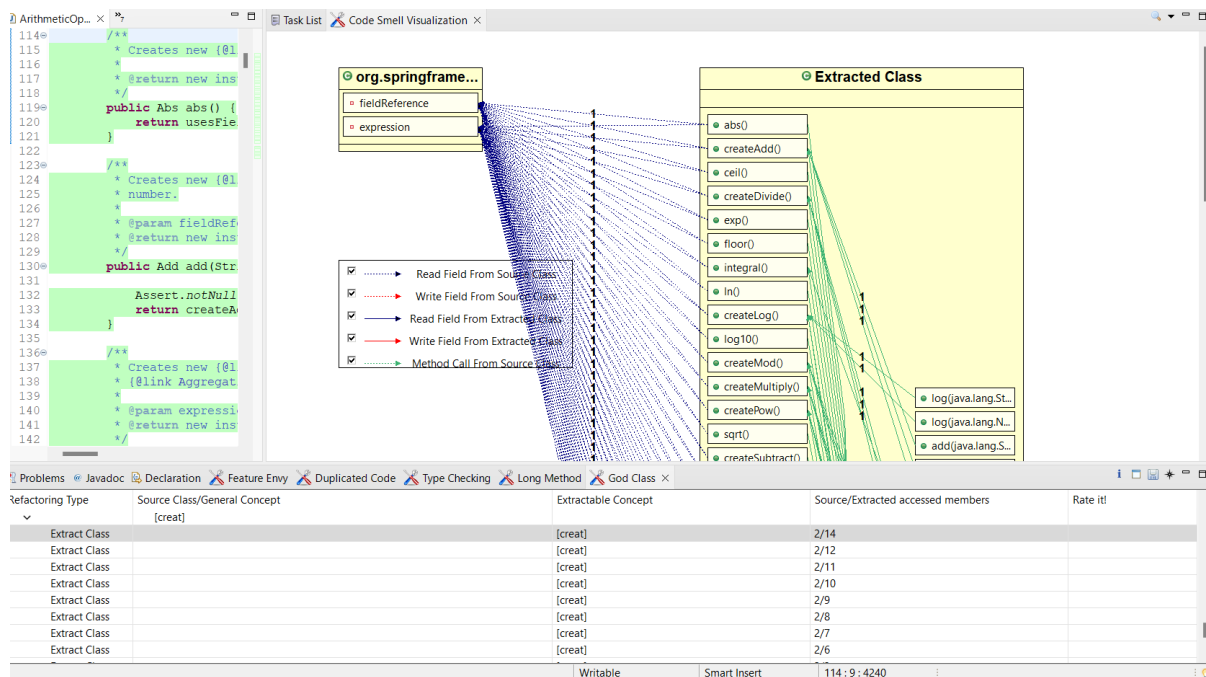 ArithmeticOp... ×
"7
Task List
Code Smell Visualization ×
114
/**
115
* Creates new {@l
116
*
117
* @return new ins
118
*/
119
public Abs abs() {
120
return usesFie
121
}
122
123
/**
124
* Creates new {@l
125
* number.
126
*
127
* @param fieldRef
128
* @return new ins
129
*/
130
public Add add(Str
131
132
Assert.notNull
133
return createA
134
}
135
136
/**
137
* Creates new {@l
138
* {@link Aggregat
139
*
140
* @param expressi
141
* @return new ins
142
*/
org.springframe...
fieldReference
expression
Read Field From Source Class
Write Field From Source Class
Read Field From Extracted Class
Write Field From Extracted Class
Method Call From Source Class
Extracted Class
abs()
createAdd()
ceil()
createDivide()
exp()
floor()
integral()
ln()
createLog()
log10()
createMod()
createMultiply()
createPow()
sqrt()
createSubtract()
log(java.lang.St...
log(java.lang.N...
add(java.lang.S...
Problems
Javadoc
Declaration
Feature Envy
Duplicated Code
Type Checking
Long Method
God Class ×
Refactoring Type Source Class/General Concept Extractable Concept Source/Extracted accessed members Rate it!
[creat]
Extract Class [creat] 2/14
Extract Class [creat] 2/12
Extract Class [creat] 2/11
Extract Class [creat] 2/10
Extract Class [creat] 2/9
Extract Class [creat] 2/8
Extract Class [creat] 2/7
Extract Class [creat] 2/6
Writable Smart Insert 114 : 9 : 4240